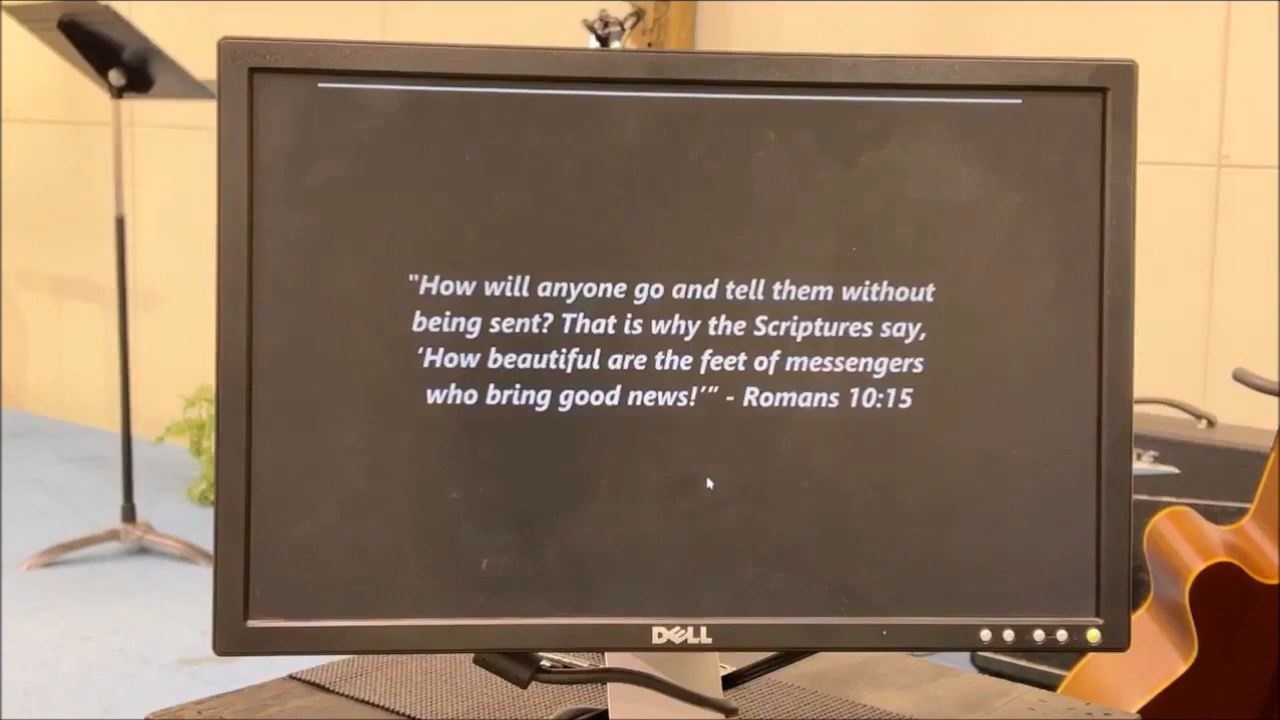 "How will anyone go and tell them without
being sent? That is why the Scriptures say,
‘How beautiful are the feet of messengers
who bring good news!’” - Romans 10:15
DELL